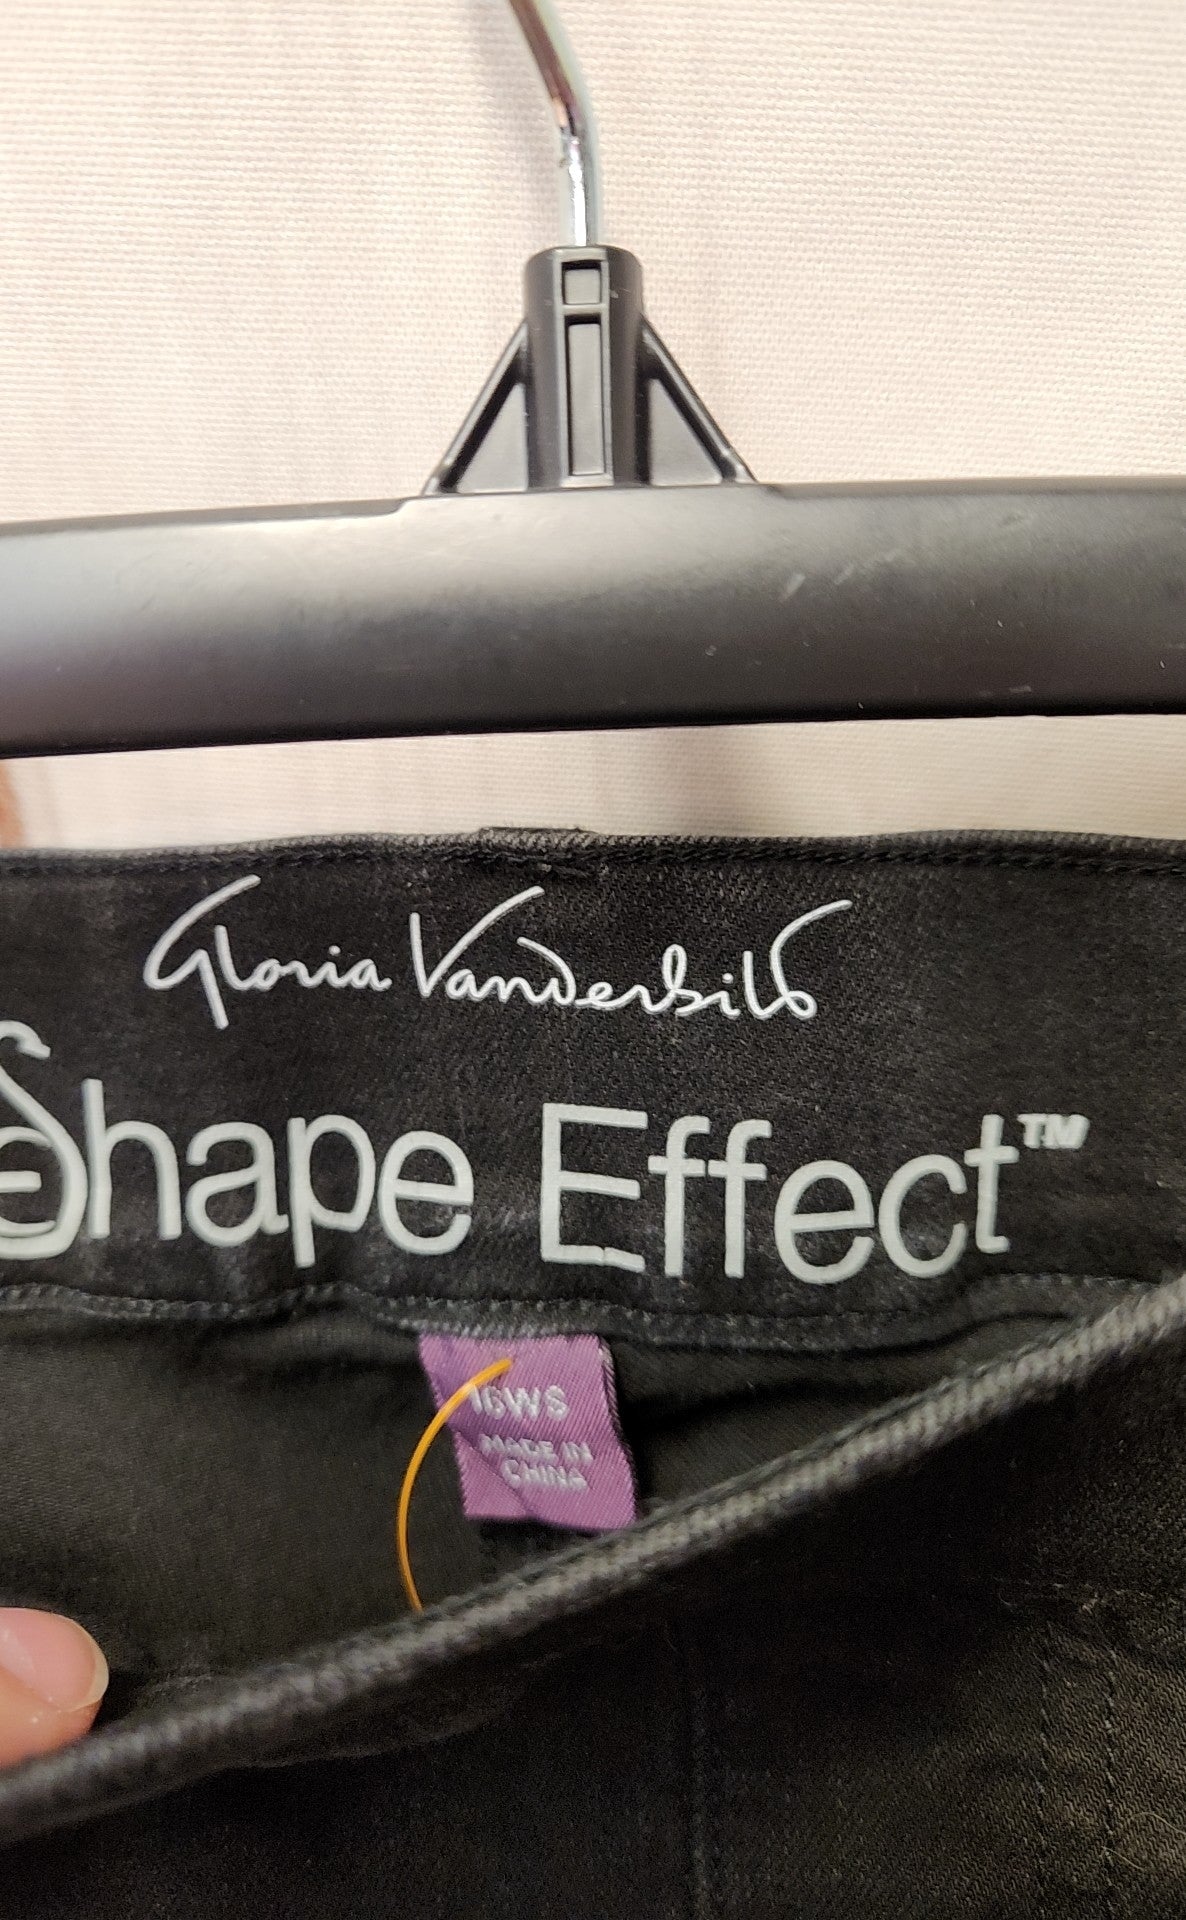 Gloria Vanderbilt
Shape Effect™
16WS
MADE IN
CHINA